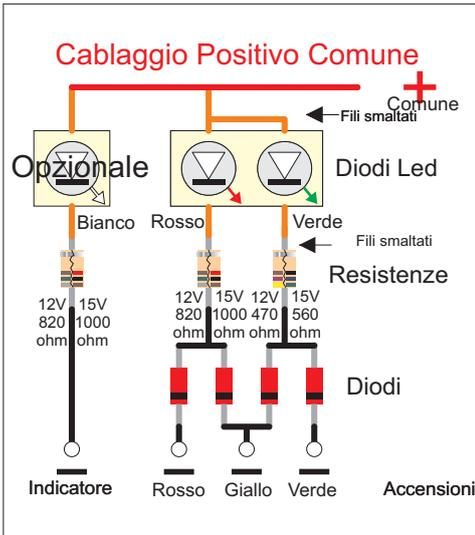 Cablaggio Positivo Comune
+
Comune
Fili smaltati
Opzionale
Diodi Led
Bianco
Rosso
Verde
Fili smaltati
Resistenze
12V 15V
820 1000
ohm ohm
12V 15V
820 1000
ohm ohm
12V 15V
470 560
ohm ohm
Diodi
Indicatore
Rosso
Giallo
Verde
Accensioni